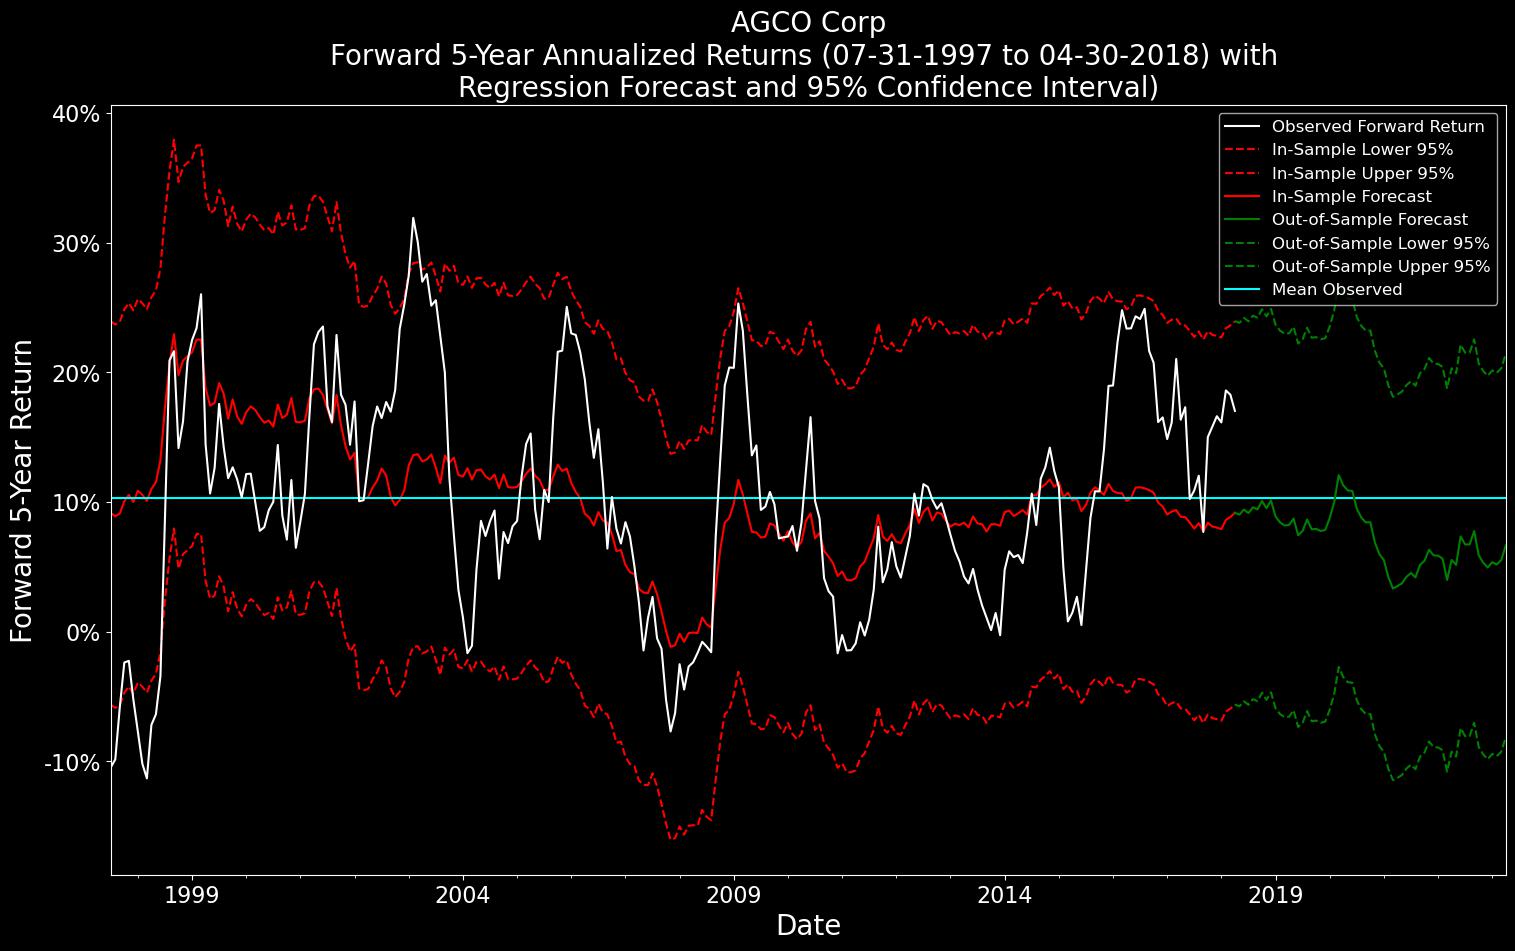 AGCO Corp
Forward 5-Year Annualized Returns (07-31-1997 to 04-30-2018) with
Regression Forecast and 95% Confidence Interval)
Forward 5-Year Return
40%
30%
20%
10%
0%
-10%
Observed Forward Return
In-Sample Lower 95%
In-Sample Upper 95%
In-Sample Forecast
Out-of-Sample Forecast
Out-of-Sample Lower 95%
Out-of-Sample Upper 95%
Mean Observed
1999
2004
2009
2014
2019
Date